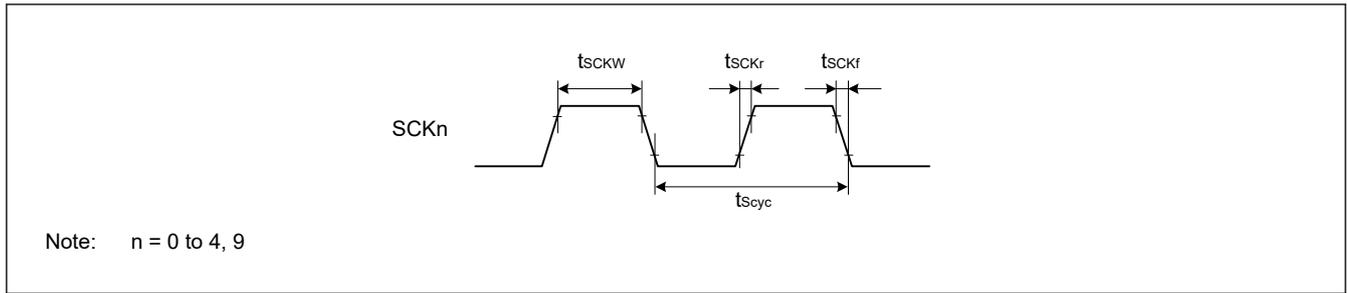 tSCKW tSCKr tSCKf
SCKn
tScyc
Note: n = 0 to 4, 9